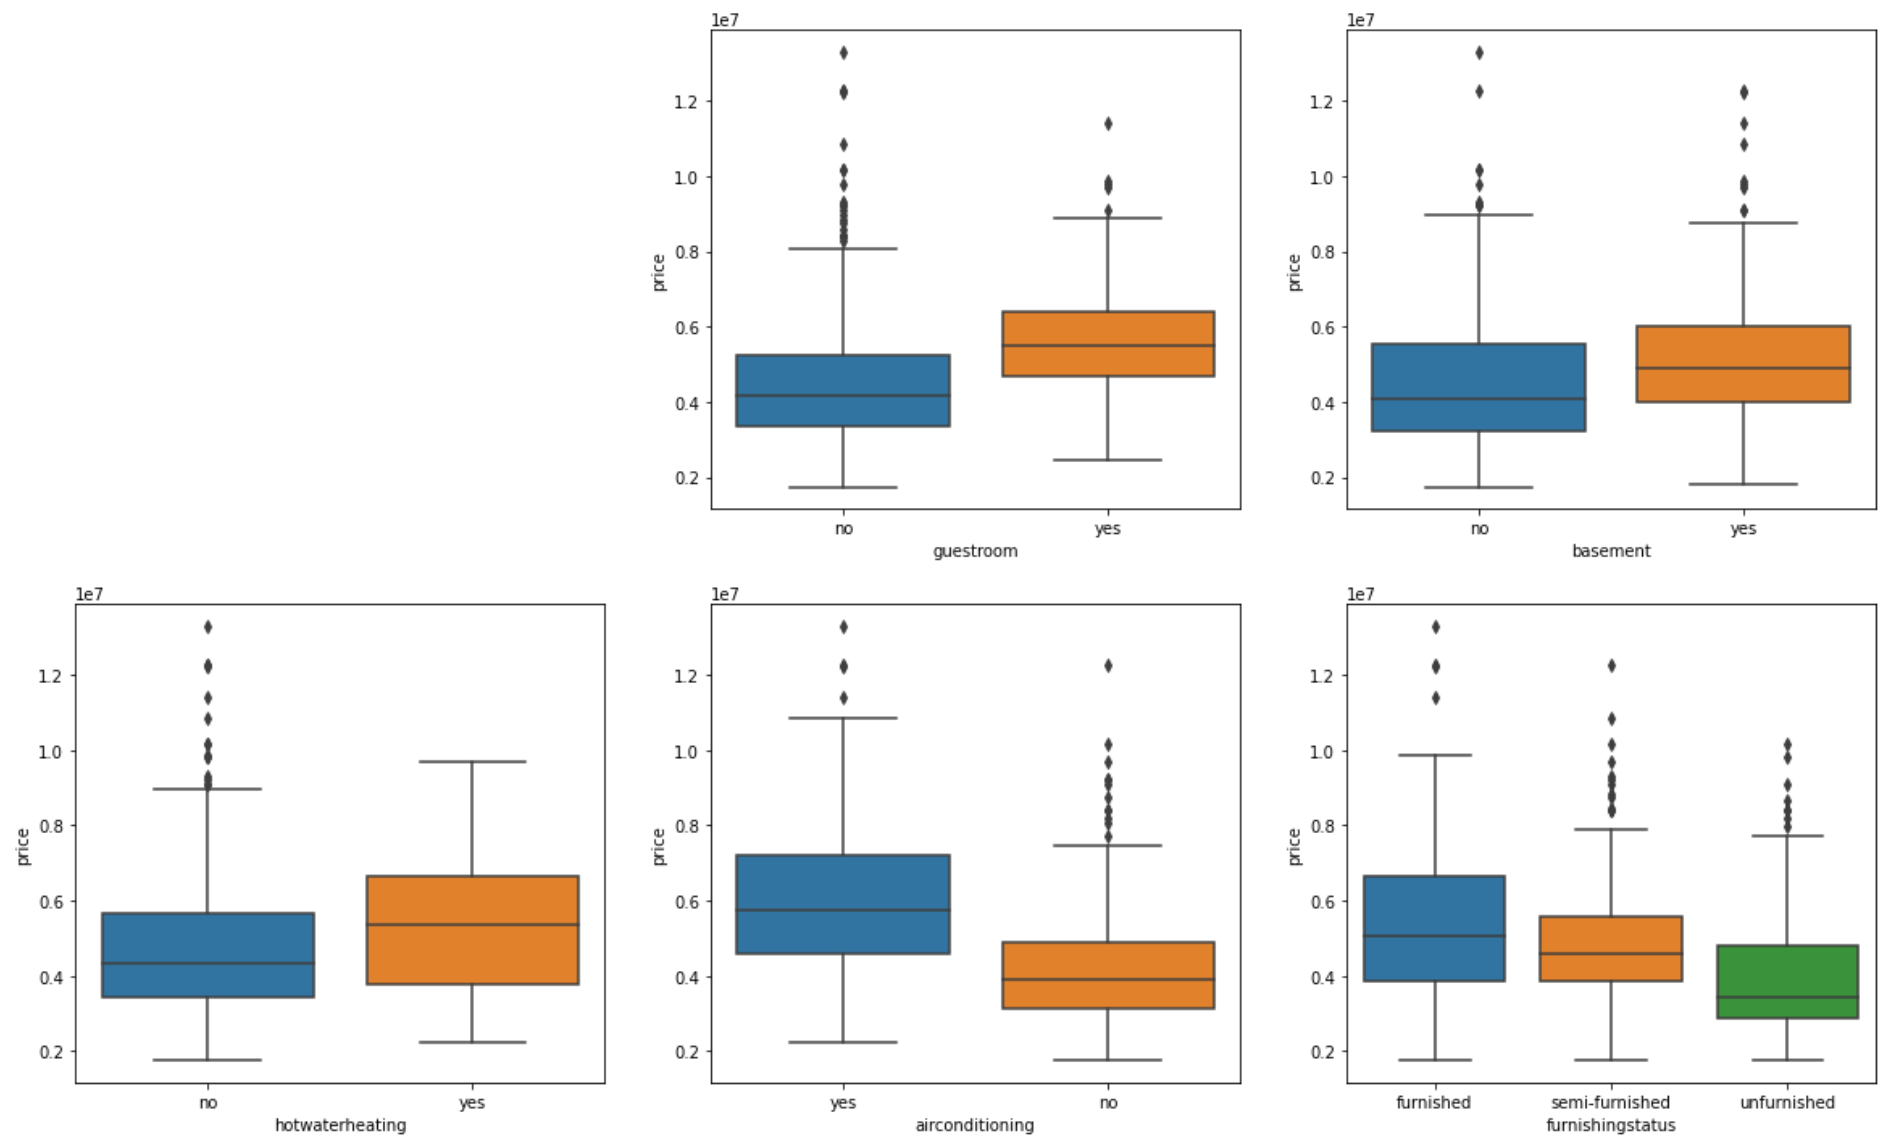 1e7
1.2
1.0
0.8
0.6
0.4
0.2
price
no yes
guestroom
1e7
1.2
1.0
0.8
0.6
0.4
0.2
price
no yes
basement
1e7
1.2
1.0
0.8
0.6
0.4
0.2
price
no yes
hotwaterheating
1e7
1.2
1.0
0.8
0.6
0.4
0.2
price
yes no
airconditioning
1e7
1.2
1.0
0.8
0.6
0.4
0.2
price
furnished semi-furnished unfurnished
furnishingstatus